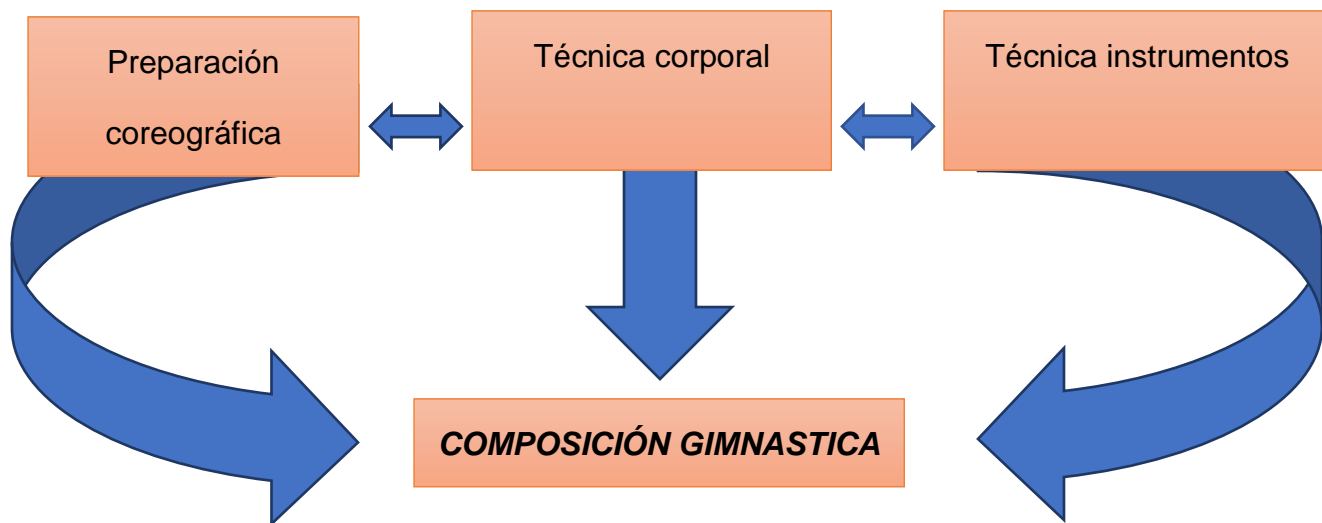 Preparación
coreográfica
Técnica corporal
Técnica instrumentos
COMPOSICIÓN GIMNASTICA